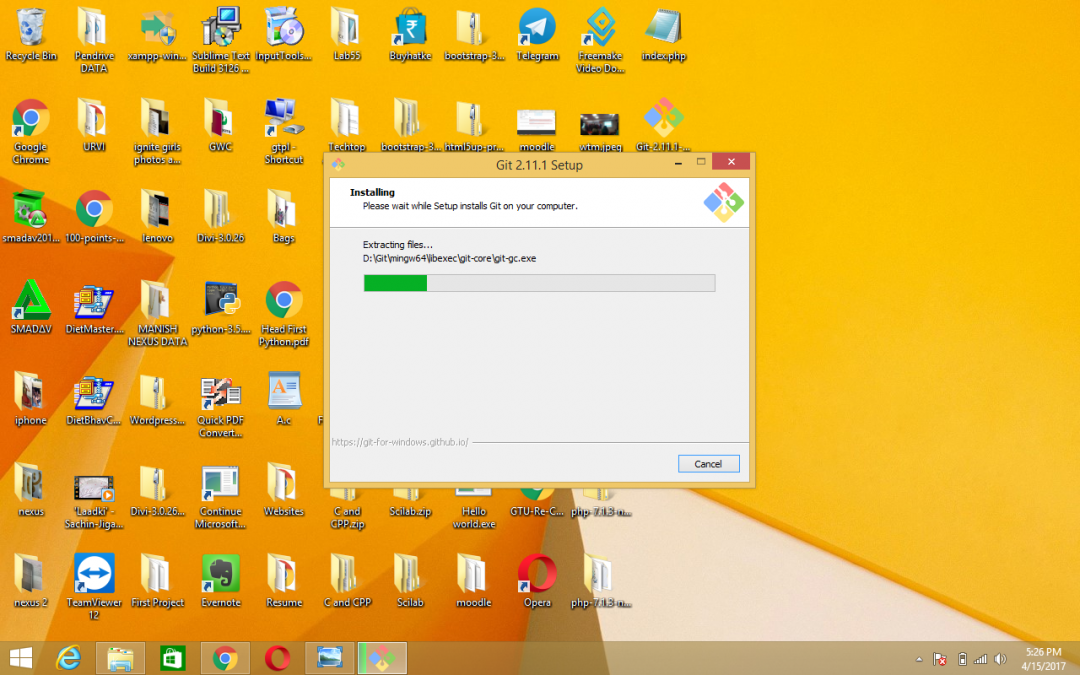 Recycle Bin
Pendrive
DATA
xampp-win...
Sublime Text
Build 3126 ...
InputTools...
Lab55
Buyhatke
bootstrap-3...
Telegram
Freemake
Video Do...
index.php
Google
Chrome
URVI
ignite girls
photos a...
GWC
gtpl -
Shortcut
Techtop
bootstrap-3...
html5up-pr...
moodle
wtm.jpeg
Git-2.11.1-...
Git 2.11.1 Setup
Installing
Please wait while Setup installs Git on your computer.
Extracting files...
D:\Git\mingw64\libexec\git-core\git-gc.exe
https://git-for-windows.github.io/
Cancel
smadav201...
100-points-...
lenovo
Divi-3.0.26
Bags
SMADΔV
DietMaster....
MANISH
NEXUS DATA
python-3.5....
Head First
Python.pdf
iphone
DietBhavC...
Wordpress...
Quick PDF
Convert...
A.c
nexus
'Laadki' -
Sachin-Jiga...
Divi-3.0.26...
Continue
Microsoft...
Websites
C and
CPP.zip
Scilab.zip
Hello
world.exe
GTU-Re-C...
php-7.1.3-n...
nexus 2
TeamViewer
12
First Project
Evernote
Resume
C and CPP
Scilab
moodle
Opera
php-7.1.3-n...
5:26 PM
4/15/2017